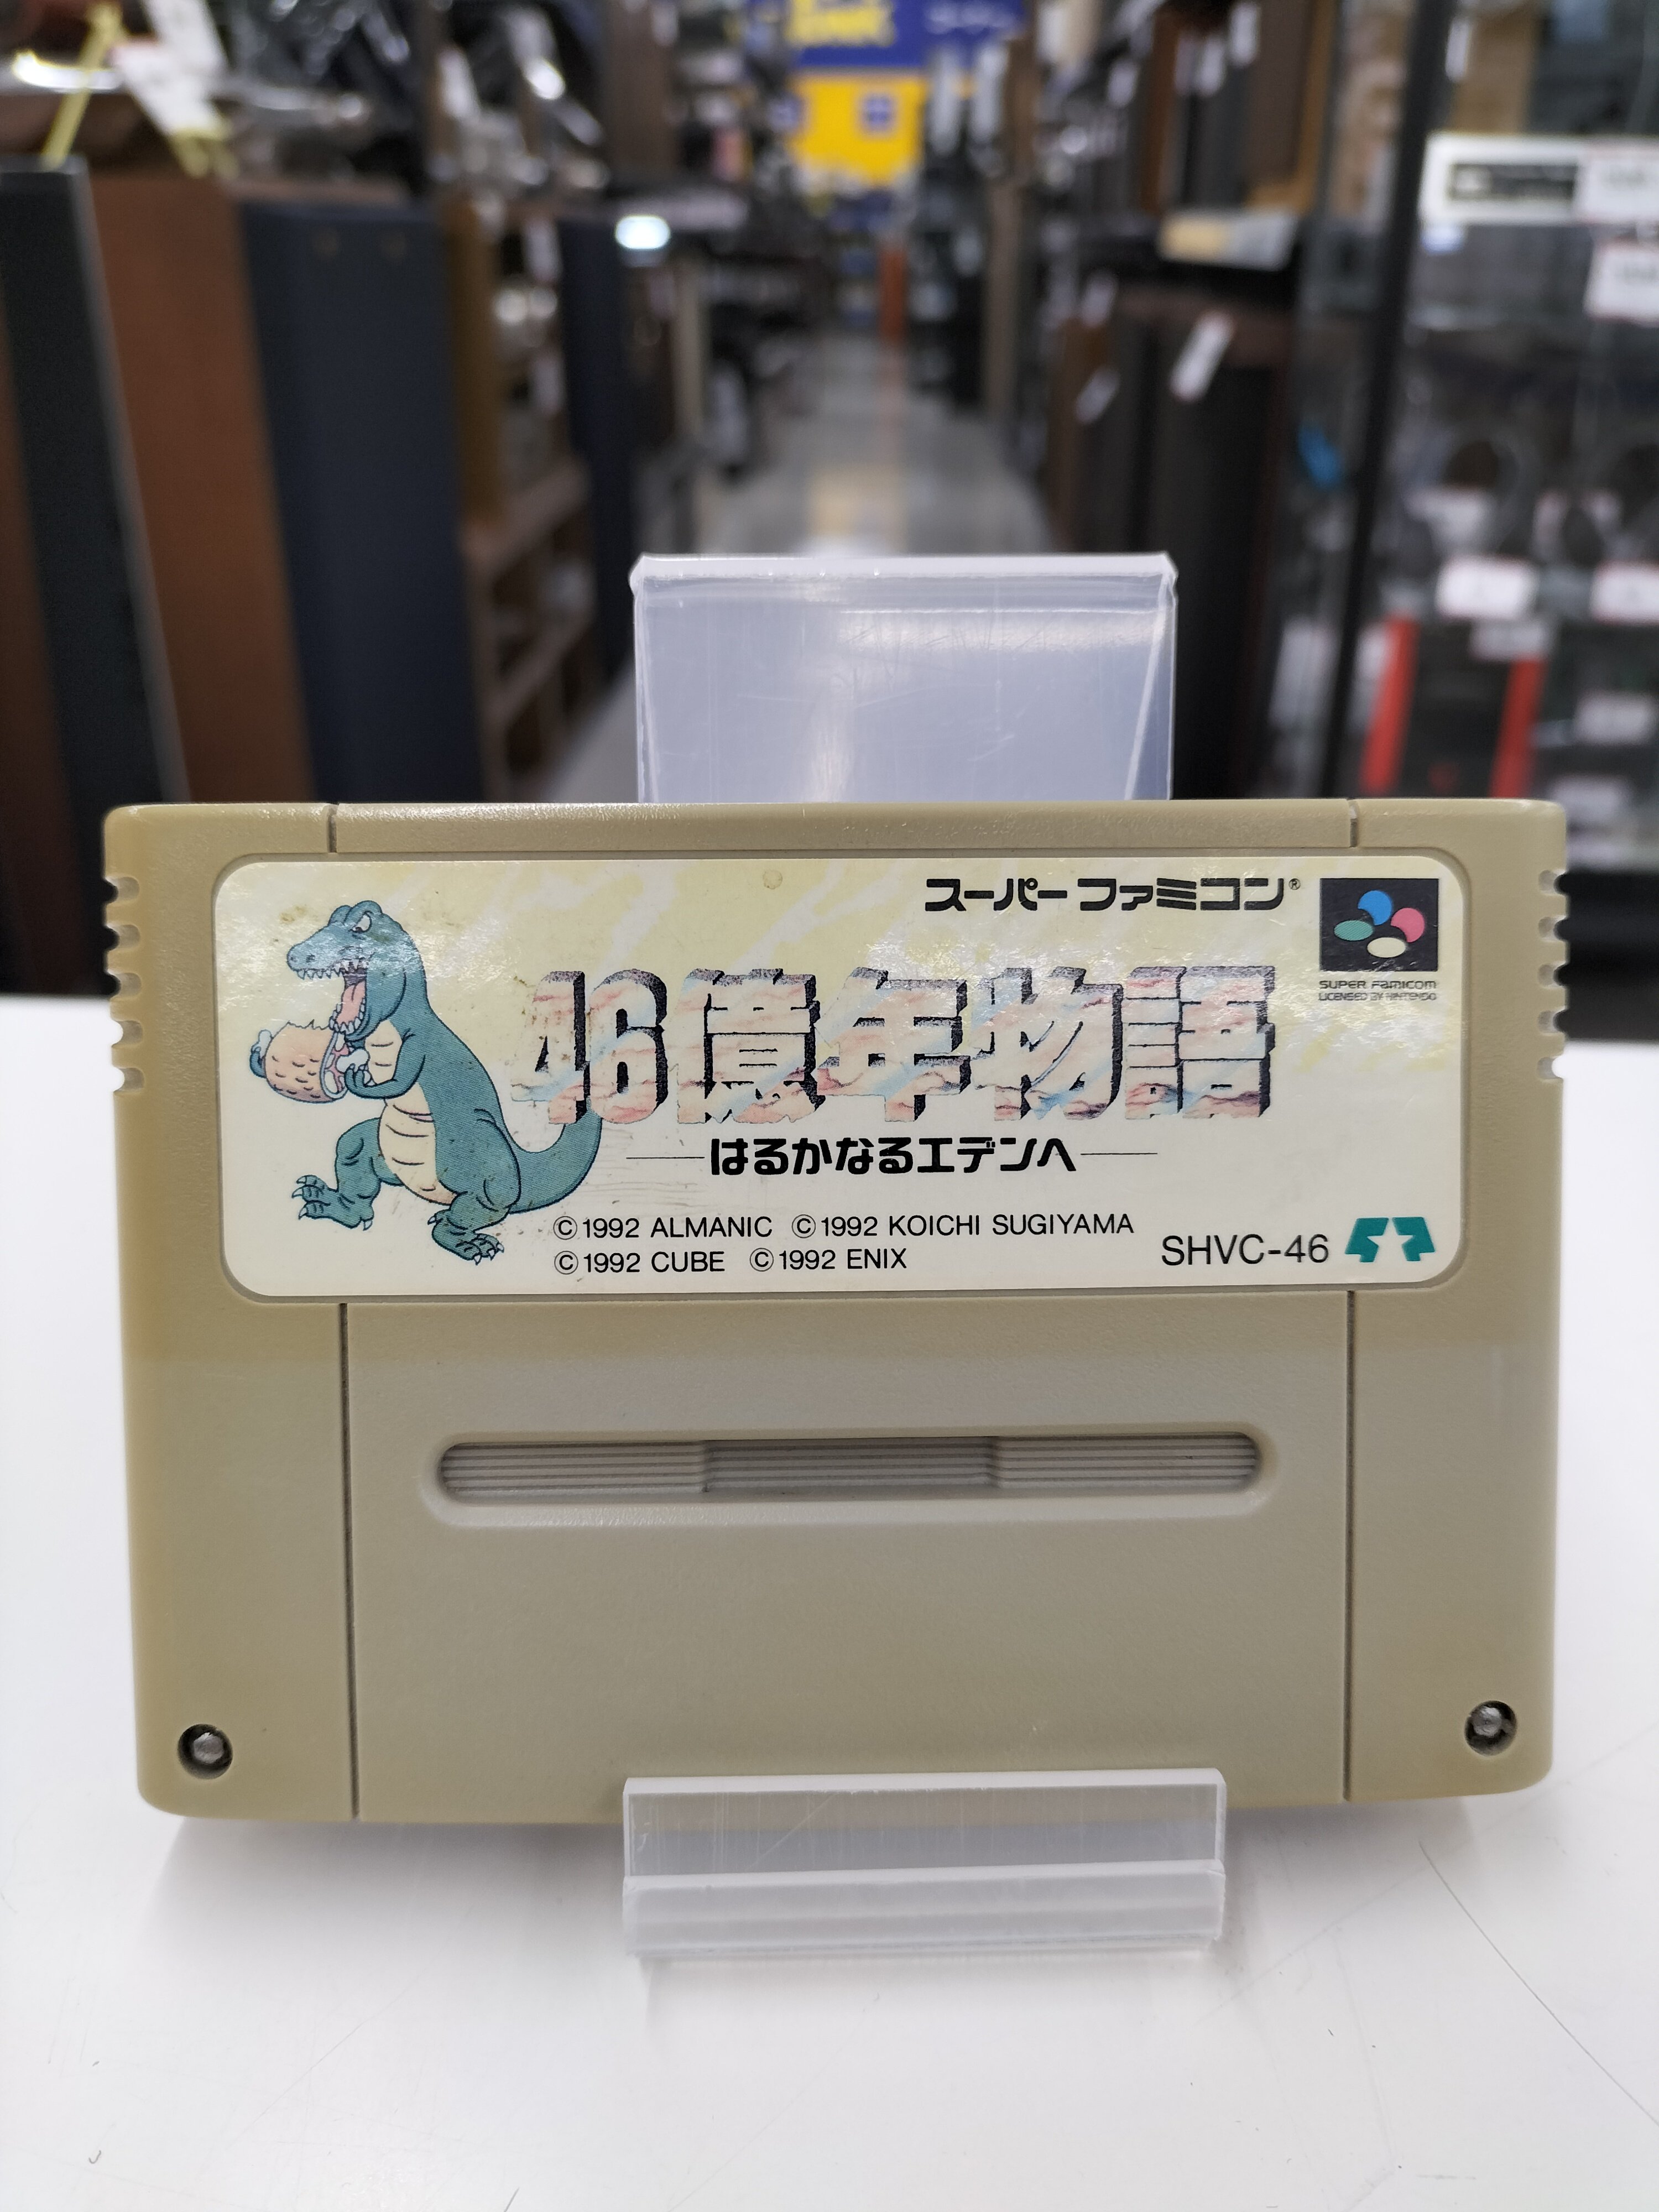 スーパーファミコン®
SUPER FAMICOM
LICENSED BY NINTENDO
46億年物語
はるかなるエデンへ
©1992 ALMANIC ©1992 KOICHI SUGIYAMA
©1992 CUBE ©1992 ENIX
SHVC-46